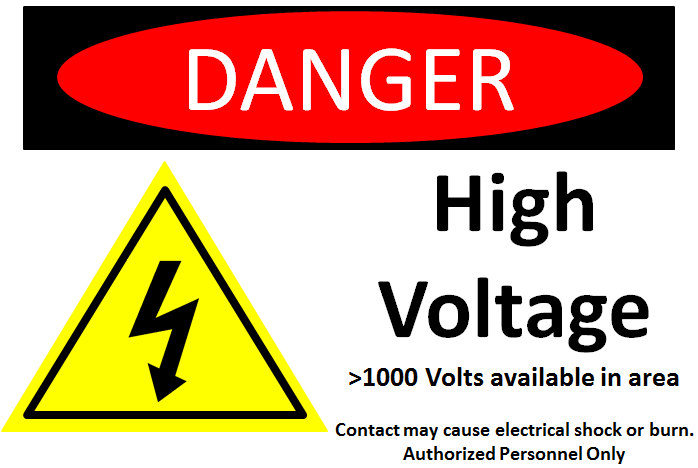 DANGER
High
Voltage
>1000 Volts available in area
Contact may cause electrical shock or burn.
Authorized Personnel Only